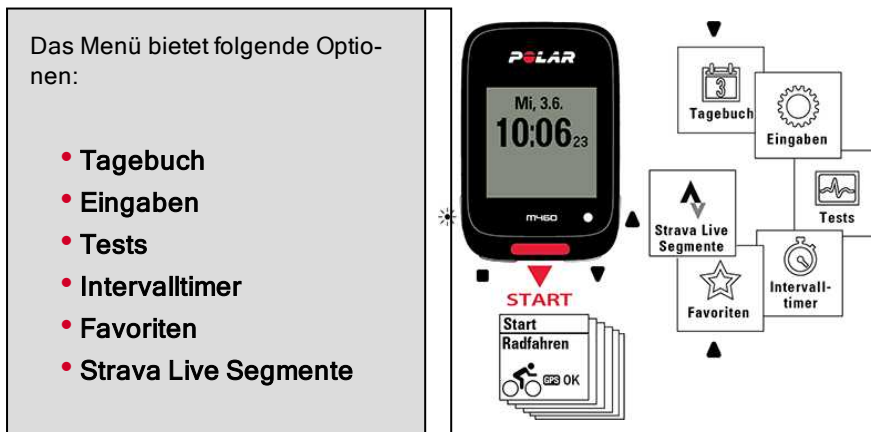 Das Menü bietet folgende Optio-
nen:
• Tagebuch
• Eingaben
• Tests
• Intervalltimer
• Favoriten
• Strava Live Segmente
POLAR
Mi, 3.6.
10:06 23
M460
START
Start
Radfahren
GPS OK
3
Tagebuch
Eingaben
Tests
Strava Live
Segmente
Intervall-
timer
Favoriten